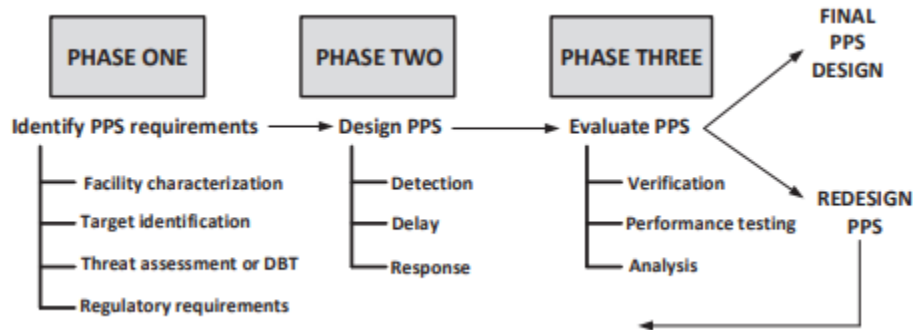 PHASE ONE
PHASE TWO
PHASE THREE
FINAL
PPS
DESIGN
Identify PPS requirements
Design PPS
Evaluate PPS
Facility characterization
Target identification
Threat assessment or DBT
Regulatory requirements
Detection
Delay
Response
Verification
Performance testing
Analysis
REDESIGN
PPS